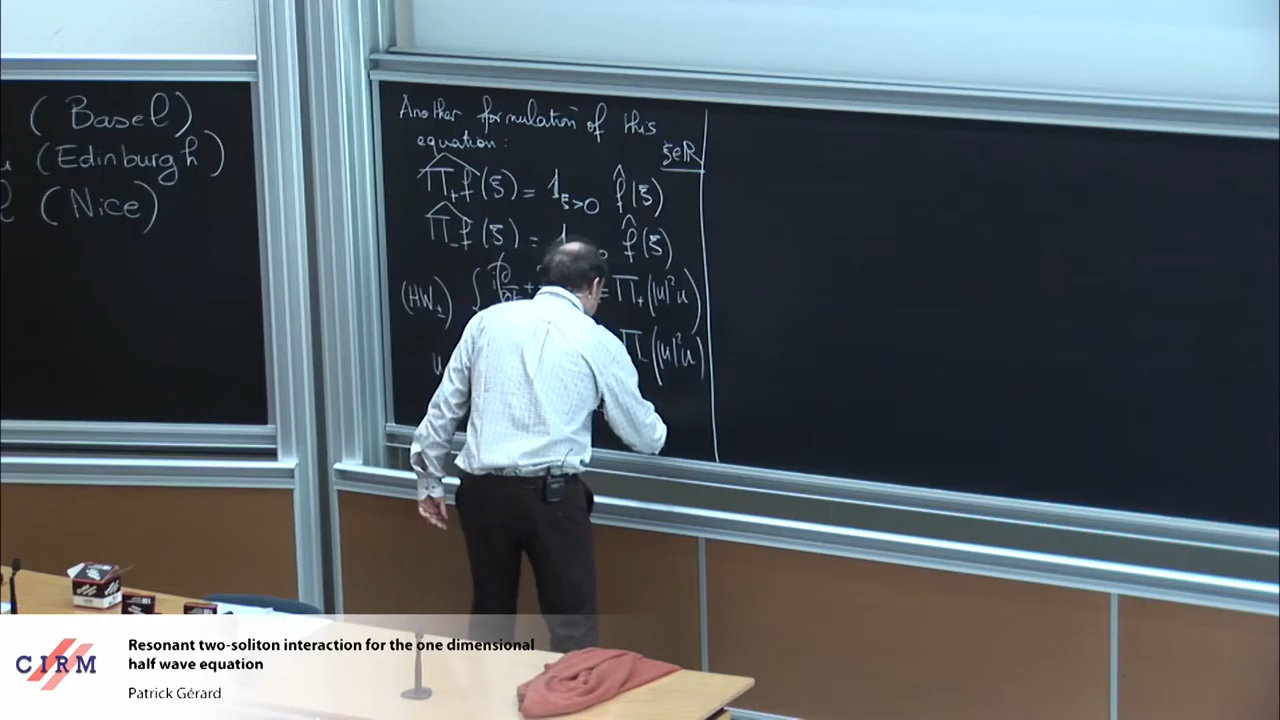 (Basel)
(Edinburgh)
(Nice)
Another formulation of this
equation:
ξ∈ℝ
Π₊f(ξ) = 1_{ξ>0} f̂(ξ)
Π₋f(ξ) = 1 f̂(ξ)
(HW±) i(∂/∂t + = Π₊(|u|²u)
u Π₋(|u|²u)
CIRM
Resonant two-soliton interaction for the one dimensional
half wave equation
Patrick Gérard